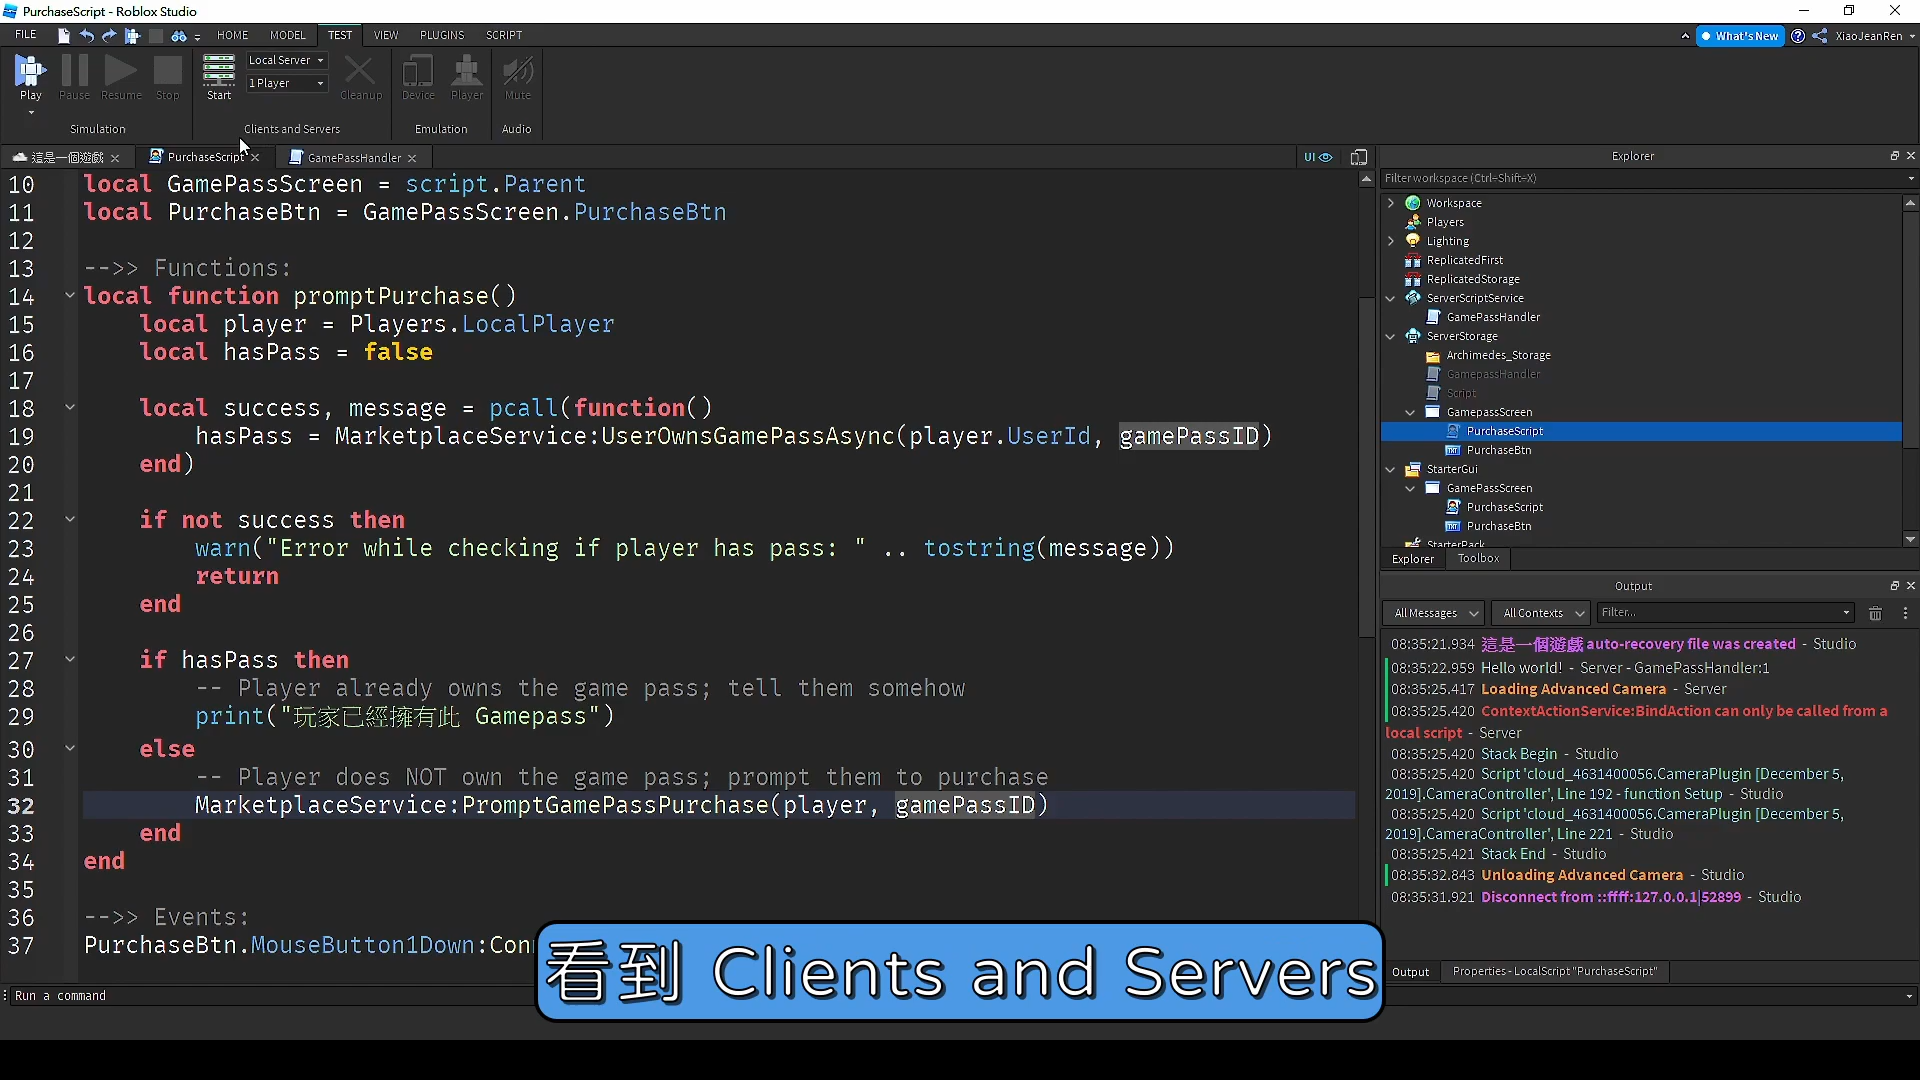 PurchaseScript - Roblox Studio
FILE HOME MODEL TEST VIEW PLUGINS SCRIPT What's New XiaoJeanRen
Play Pause Resume Stop Start Local Server 1 Player Cleanup Device Player Mute
Simulation Clients and Servers Emulation Audio
這是一個遊戲 PurchaseScript GamePassHandler UI
10 local GamePassScreen = script.Parent
11 local PurchaseBtn = GamePassScreen.PurchaseBtn
12
13 -->> Functions:
14 local function promptPurchase()
15 local player = Players.LocalPlayer
16 local hasPass = false
17
18 local success, message = pcall(function()
19 hasPass = MarketplaceService:UserOwnsGamePassAsync(player.UserId, gamePassID)
20 end)
21
22 if not success then
23 warn("Error while checking if player has pass: " .. tostring(message))
24 return
25 end
26
27 if hasPass then
28 -- Player already owns the game pass; tell them somehow
29 print("玩家已經擁有此 Gamepass")
30 else
31 -- Player does NOT own the game pass; prompt them to purchase
32 MarketplaceService:PromptGamePassPurchase(player, gamePassID)
33 end
34 end
35
36 -->> Events:
37 PurchaseBtn.MouseButton1Down:Con
看到 Clients and Servers
Run a command
Explorer
Filter workspace (Ctrl+Shift+X)
Workspace
Players
Lighting
ReplicatedFirst
ReplicatedStorage
ServerScriptService
GamePassHandler
ServerStorage
Archimedes_Storage
GamepassHandler
Script
GamepassScreen
PurchaseScript
PurchaseBtn
StarterGui
GamePassScreen
PurchaseScript
PurchaseBtn
StarterPack
Explorer Toolbox
Output
All Messages All Contexts Filter...
08:35:21.934 這是一個遊戲 auto-recovery file was created - Studio
08:35:22.959 Hello world! - Server - GamePassHandler:1
08:35:25.417 Loading Advanced Camera - Server
08:35:25.420 ContextActionService:BindAction can only be called from a
local script - Server
08:35:25.420 Stack Begin - Studio
08:35:25.420 Script 'cloud_4631400056.CameraPlugin [December 5,
2019].CameraController', Line 192 - function Setup - Studio
08:35:25.420 Script 'cloud_4631400056.CameraPlugin [December 5,
2019].CameraController', Line 221 - Studio
08:35:25.421 Stack End - Studio
08:35:32.843 Unloading Advanced Camera - Studio
08:35:31.921 Disconnect from ::ffff:127.0.0.1|52899 - Studio
Output Properties - LocalScript "PurchaseScript"